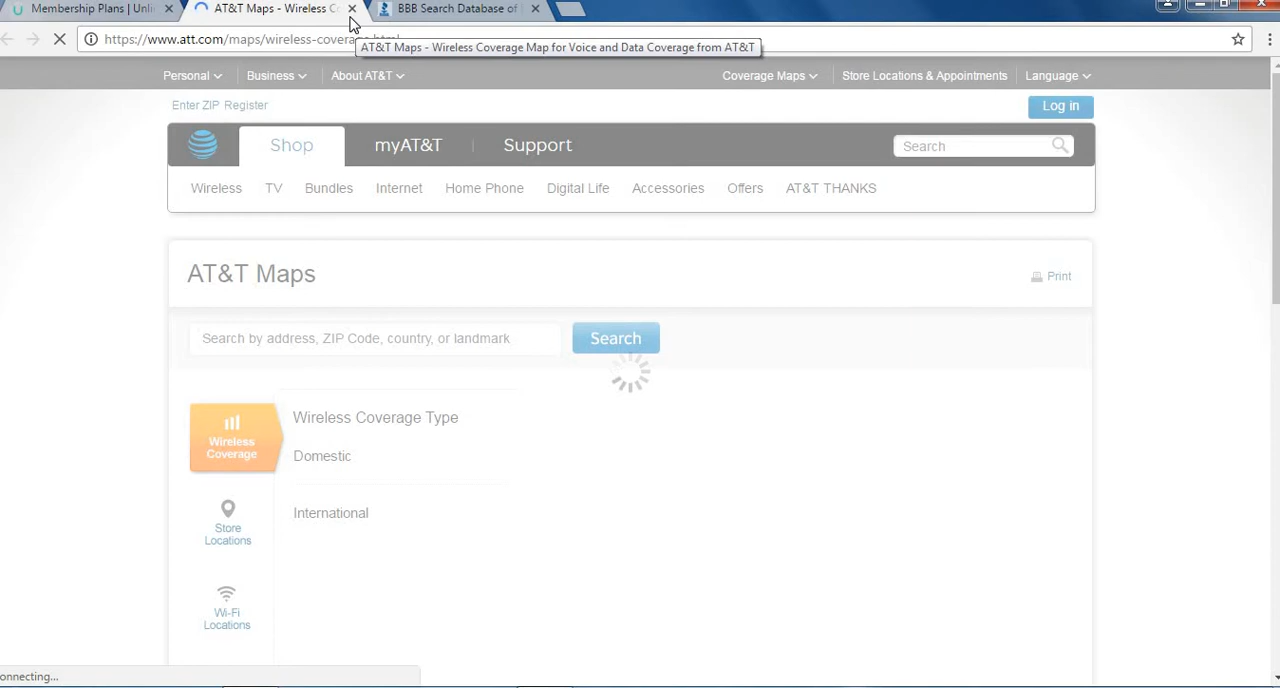 Membership Plans | Unli
AT&T Maps - Wireless Co
BBB Search Database of
https://www.att.com/maps/wireless-coverage.html
AT&T Maps - Wireless Coverage Map for Voice and Data Coverage from AT&T
Personal Business About AT&T Coverage Maps Store Locations & Appointments Language
Enter ZIP Register
Log in
Shop myAT&T Support Search
Wireless TV Bundles Internet Home Phone Digital Life Accessories Offers AT&T THANKS
AT&T Maps
Print
Search by address, ZIP Code, country, or landmark Search
Wireless Coverage
Wireless Coverage Type
Domestic
International
Store
Locations
Wi-Fi
Locations
onnecting...